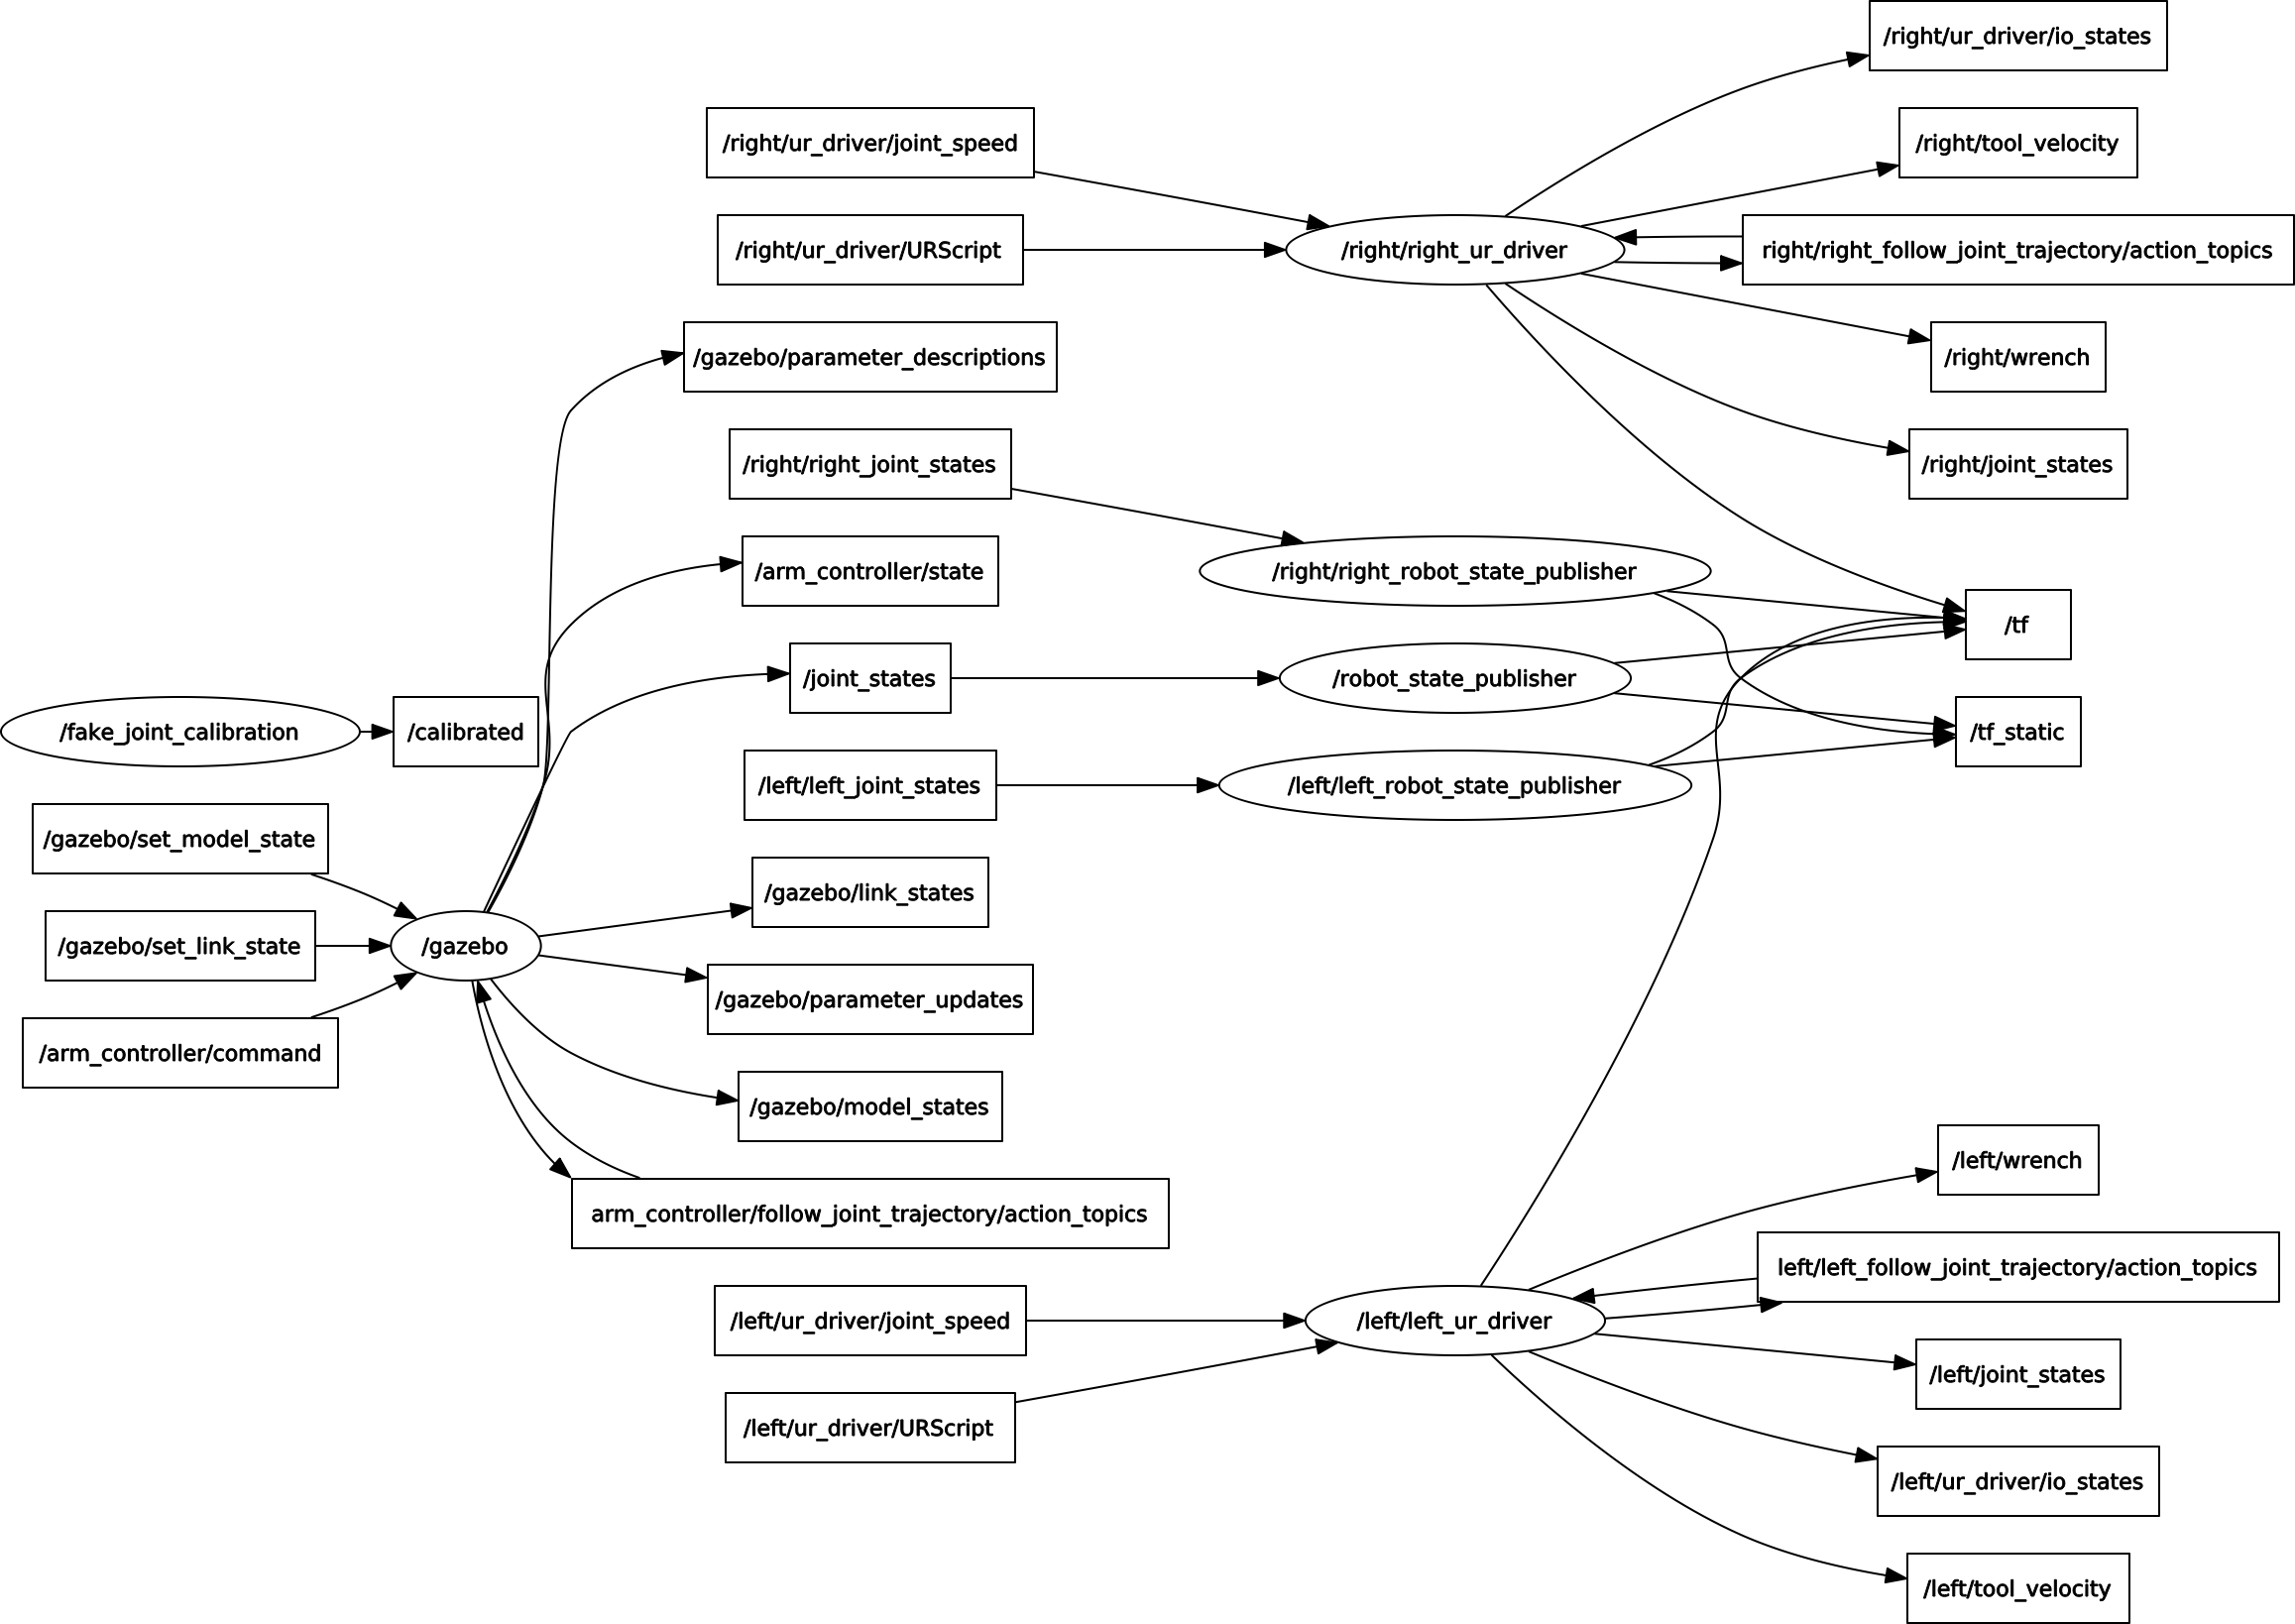 /right/ur_driver/io_states
/right/ur_driver/joint_speed
/right/tool_velocity
/right/ur_driver/URScript
/right/right_ur_driver
right/right_follow_joint_trajectory/action_topics
/gazebo/parameter_descriptions
/right/wrench
/right/right_joint_states
/right/joint_states
/arm_controller/state
/right/right_robot_state_publisher
/tf
/joint_states
/robot_state_publisher
/fake_joint_calibration
/calibrated
/tf_static
/left/left_joint_states
/left/left_robot_state_publisher
/gazebo/set_model_state
/gazebo/link_states
/gazebo/set_link_state
/gazebo
/gazebo/parameter_updates
/arm_controller/command
/gazebo/model_states
/left/wrench
arm_controller/follow_joint_trajectory/action_topics
left/left_follow_joint_trajectory/action_topics
/left/ur_driver/joint_speed
/left/left_ur_driver
/left/joint_states
/left/ur_driver/URScript
/left/ur_driver/io_states
/left/tool_velocity